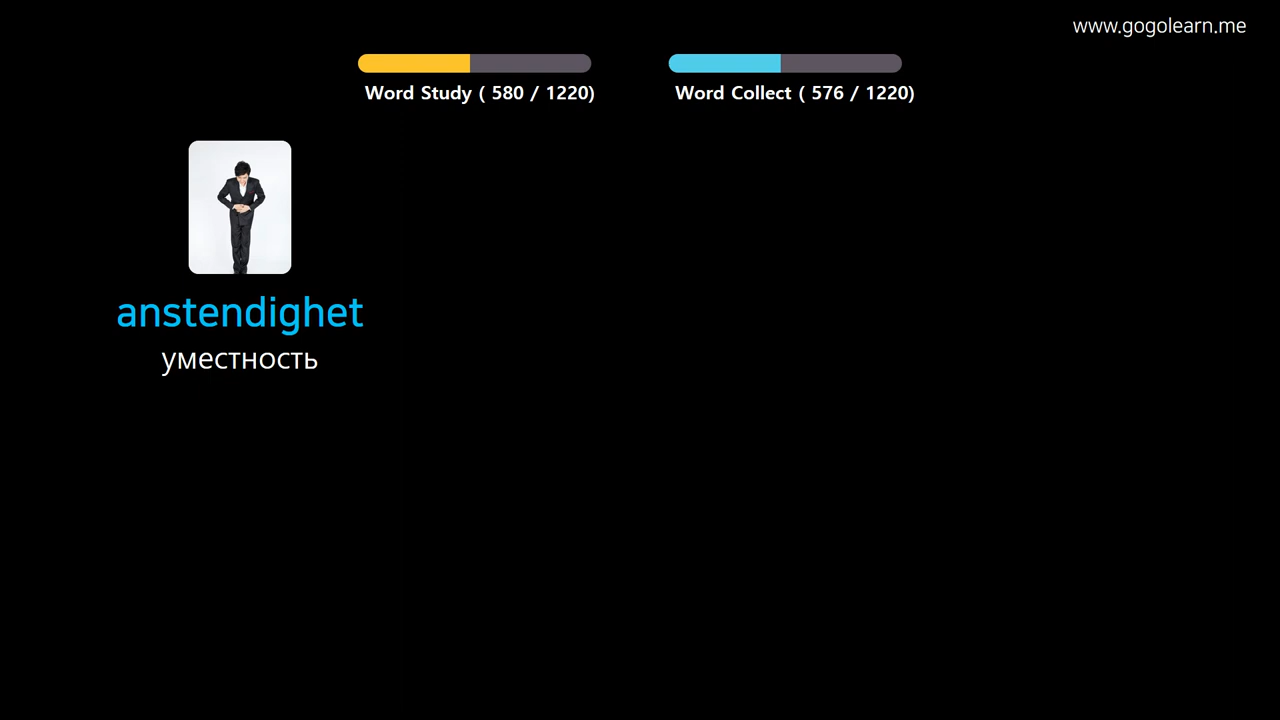 www.gogolearn.me
Word Study ( 580 / 1220)
Word Collect ( 576 / 1220)
anstendighet
уместность